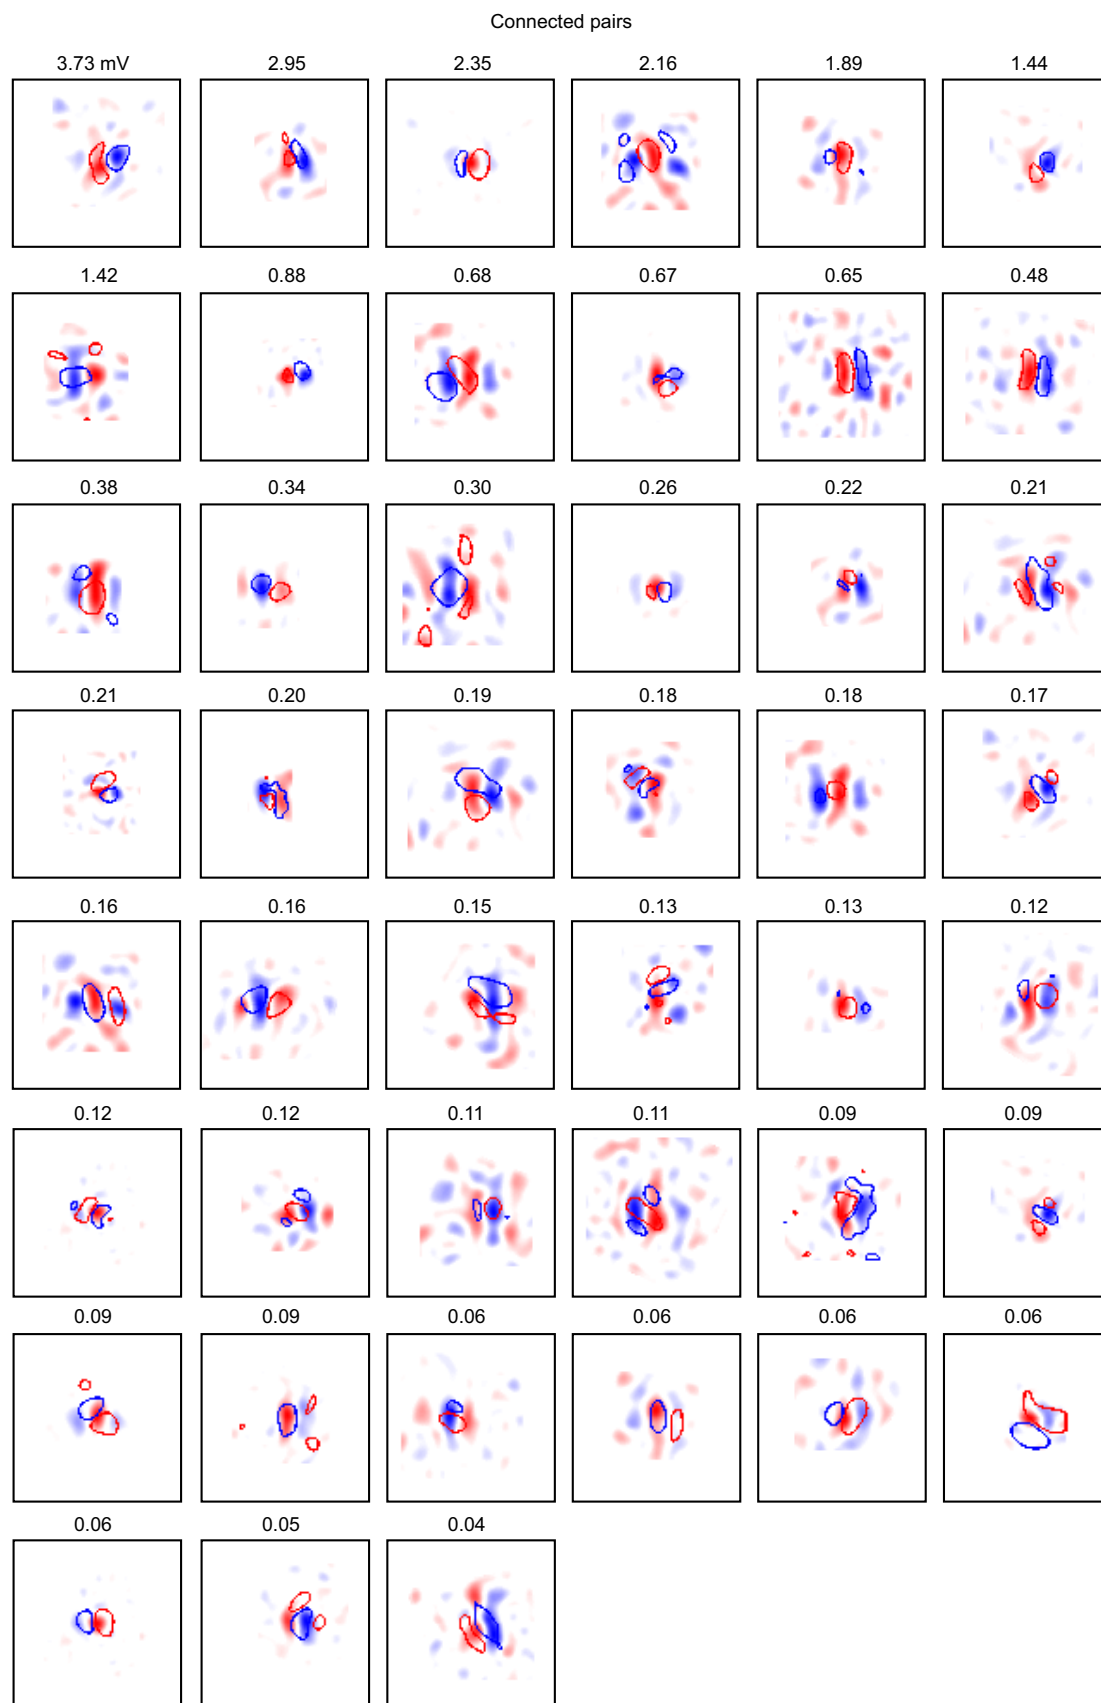 Connected pairs
3.73 mV 2.95 2.35 2.16 1.89 1.44
1.42 0.88 0.68 0.67 0.65 0.48
0.38 0.34 0.30 0.26 0.22 0.21
0.21 0.20 0.19 0.18 0.18 0.17
0.16 0.16 0.15 0.13 0.13 0.12
0.12 0.12 0.11 0.11 0.09 0.09
0.09 0.09 0.06 0.06 0.06 0.06
0.06 0.05 0.04